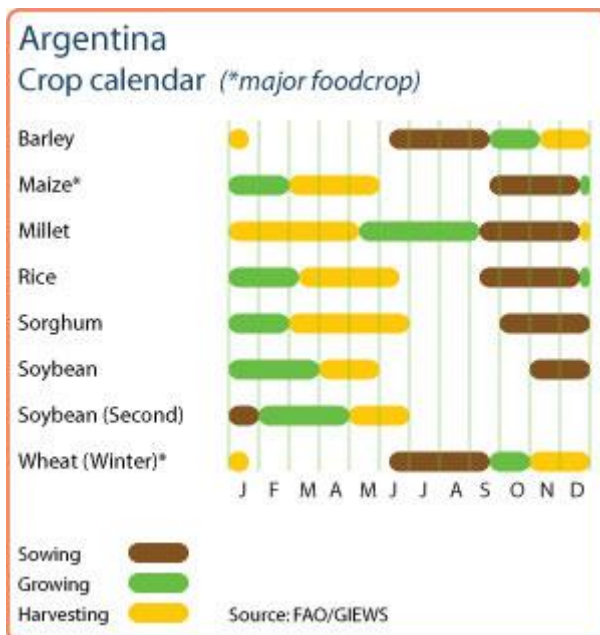 Argentina
Crop calendar (*major foodcrop)
Barley
Maize*
Millet
Rice
Sorghum
Soybean
Soybean (Second)
Wheat (Winter)*
J F M A M J J A S O N D
Sowing
Growing
Harvesting Source: FAO/GIEWS